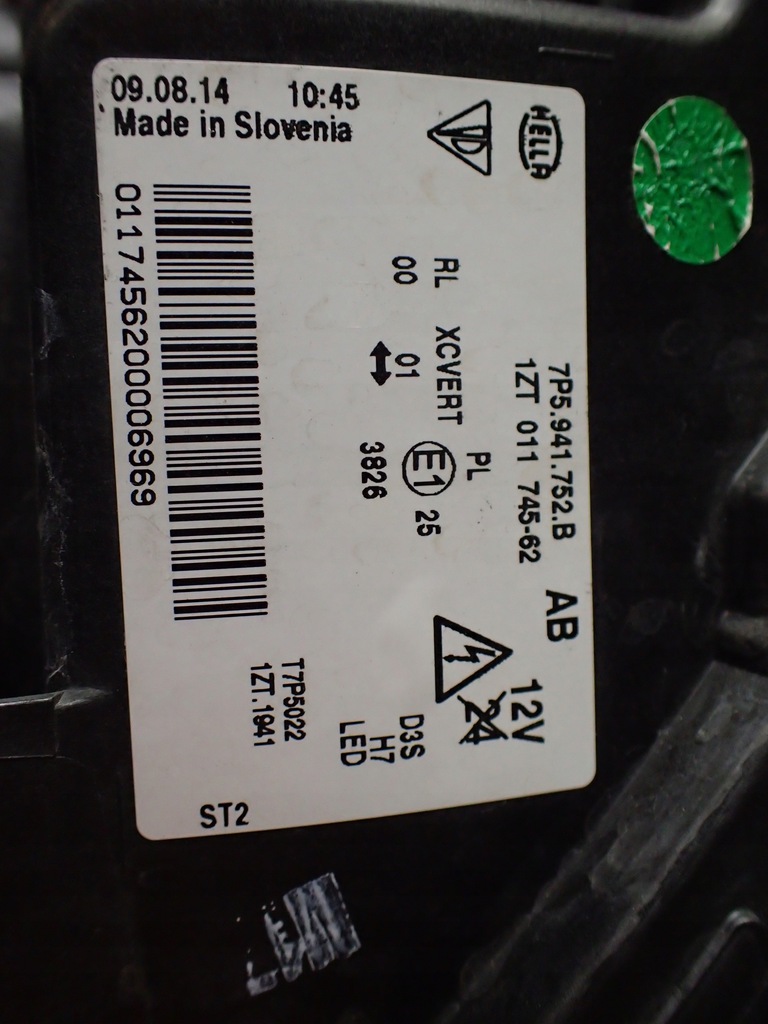 09.08.14 10:45
Made in Slovenia
HELLA
7P5.941.752.B AB
1ZT 011 745-62
12V
24
RL XCVERT PL
00 01 E1 25
3826
D3S
H7
LED
011745620006969
T7P5022
1ZT.1941
ST2